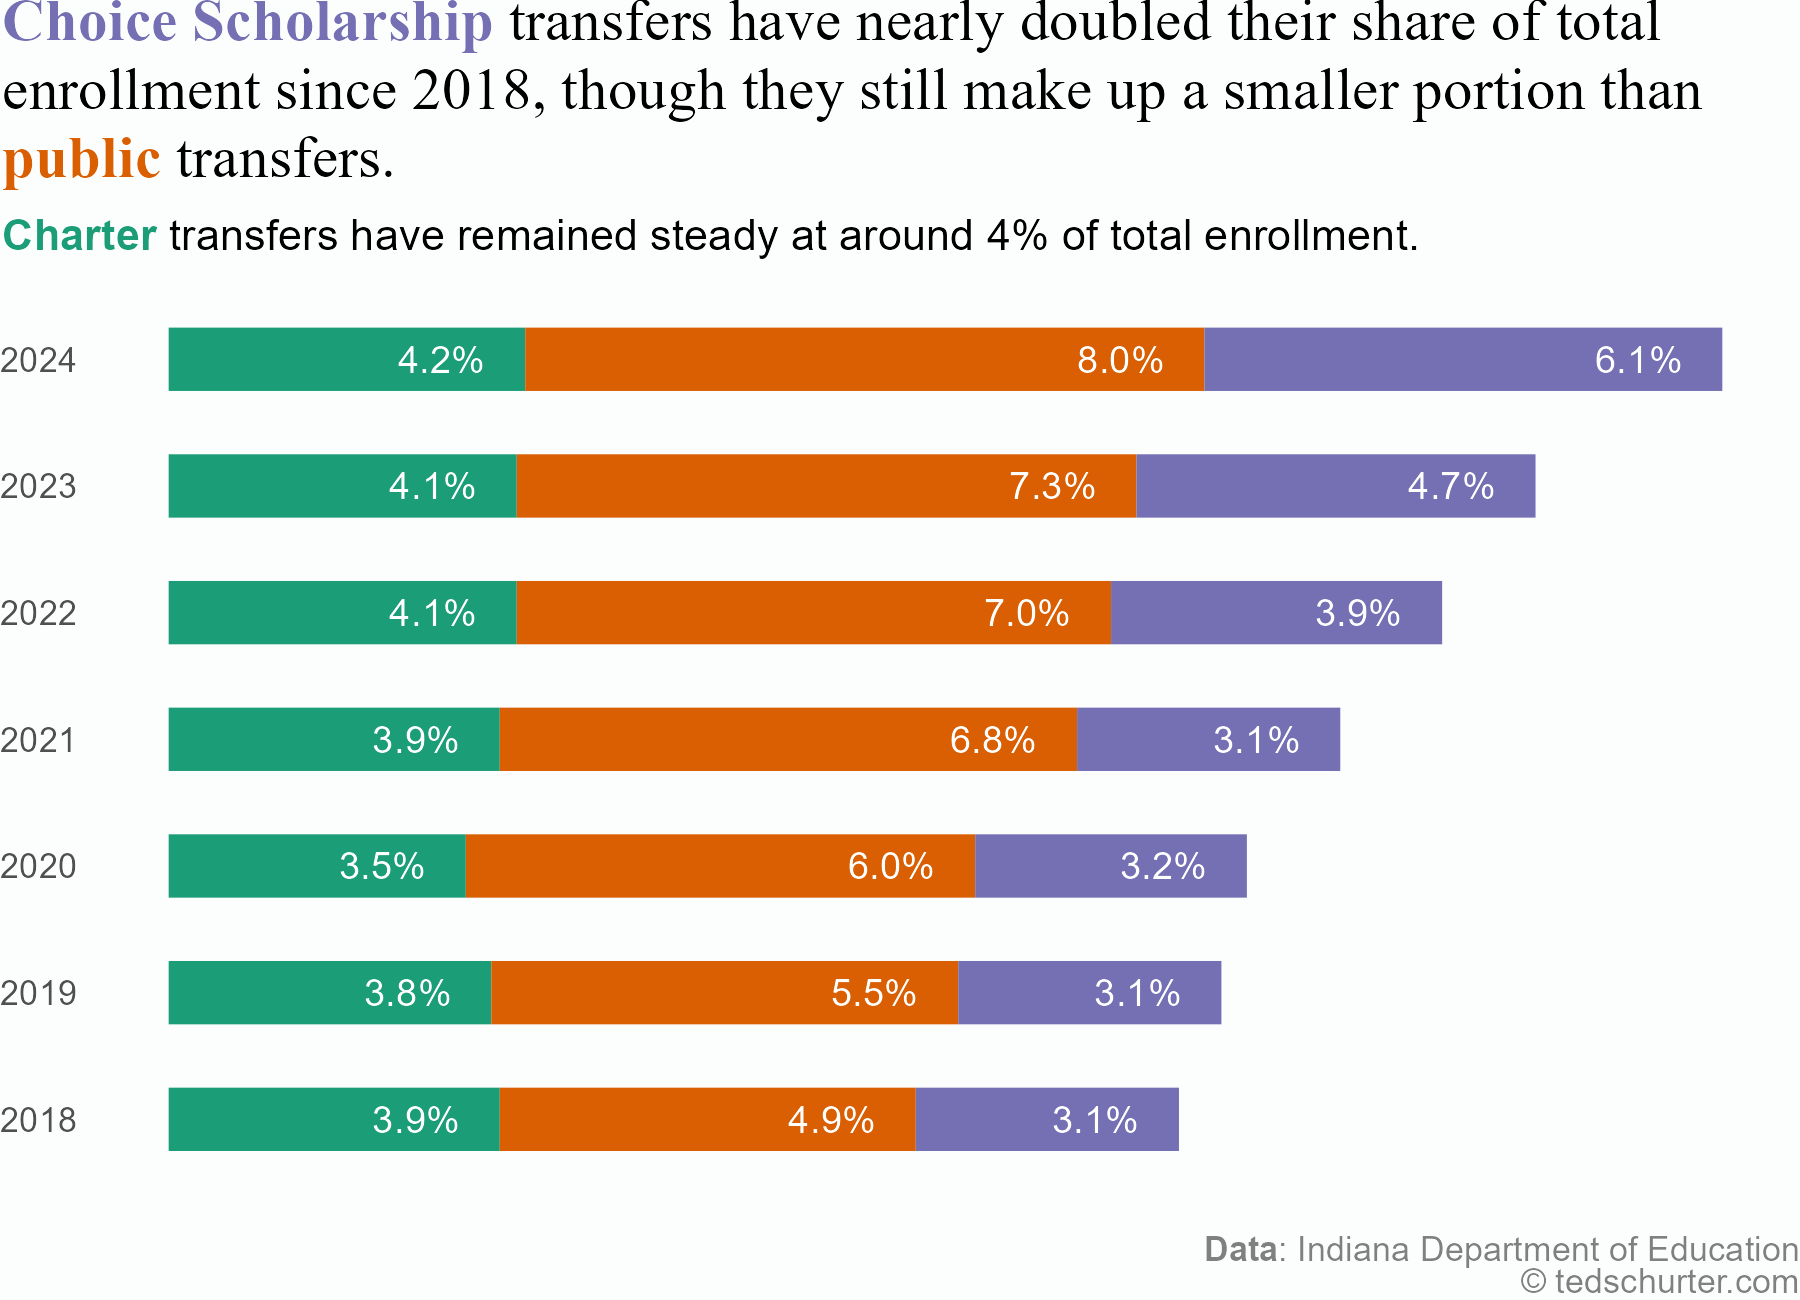 Choice Scholarship transfers have nearly doubled their share of total
enrollment since 2018, though they still make up a smaller portion than
public transfers.
Charter transfers have remained steady at around 4% of total enrollment.
2024 4.2% 8.0% 6.1%
2023 4.1% 7.3% 4.7%
2022 4.1% 7.0% 3.9%
2021 3.9% 6.8% 3.1%
2020 3.5% 6.0% 3.2%
2019 3.8% 5.5% 3.1%
2018 3.9% 4.9% 3.1%
Data: Indiana Department of Education
© tedschurter.com